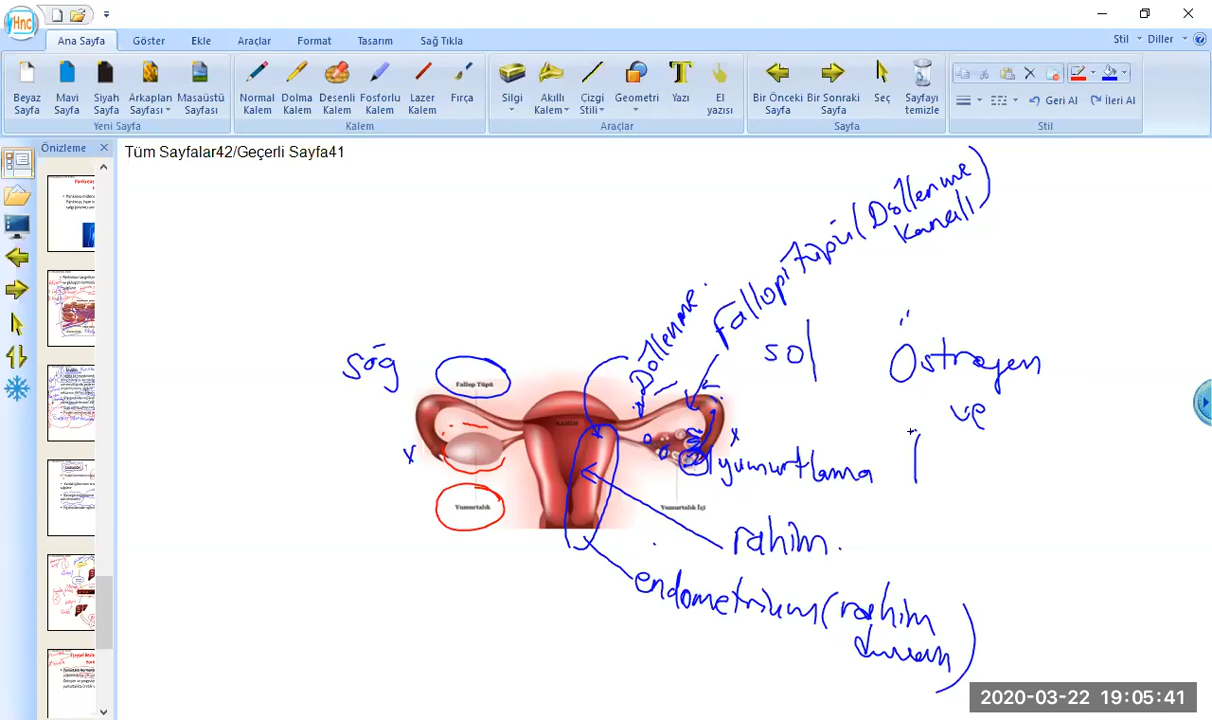 Hnc
Ana Sayfa Göster Ekle Araçlar Format Tasarım Sağ Tıkla Stil Diller
Beyaz Sayfa Mavi Sayfa Siyah Sayfa Arkaplan Sayfası Masaüstü Sayfası Normal Kalem Dolma Kalem Desenli Kalem Fosforlu Kalem Lazer Kalem Fırça Silgi Akıllı Kalem Çizgi Stili Geometri Yazı El yazısı Bir Önceki Sayfa Bir Sonraki Sayfa Seç Sayfayı temizle Geri Al İleri Al
Yeni Sayfa Kalem Araçlar Sayfa Stil
Önizleme
Tüm Sayfalar42/Geçerli Sayfa41
Fallopi tüpü (Döllenme
kanalı)
Döllenme
sağ
sol
Östrojen
ve
Fallop Tüpü
RAHİM
yumurtlama
Yumurtalık
Yumurtalık İçi
rahim.
endometrium (rahim
duvarı)
2020-03-22 19:05:41